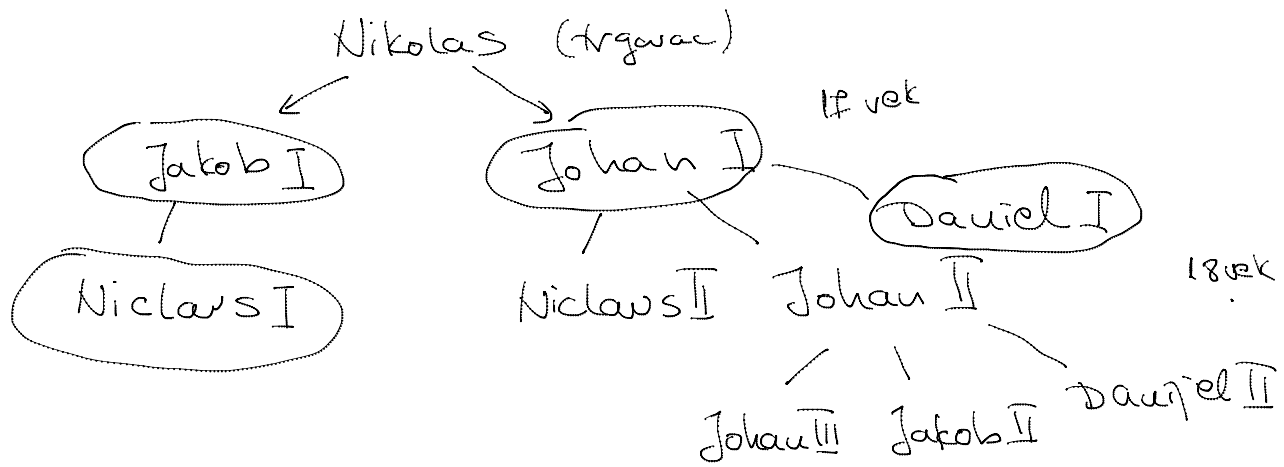 Nikolas (trgovac)
17 vek
Jakob I Johan I
Daniel I
Niclaus I Niclaus II Johan II
18 vek
Johan III Jakob II Danijel II